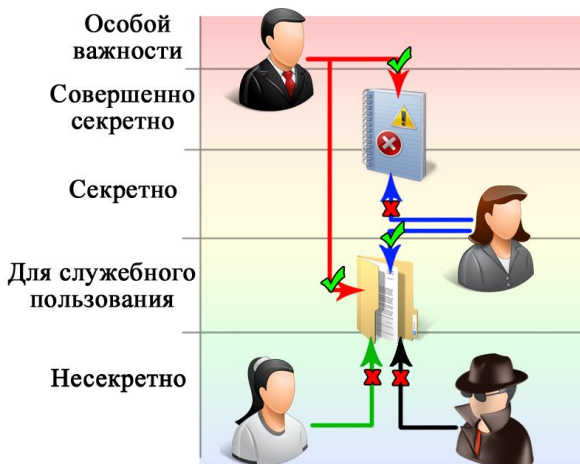 Особой
важности
Совершенно
секретно
Секретно
Для служебного
пользования
Несекретно